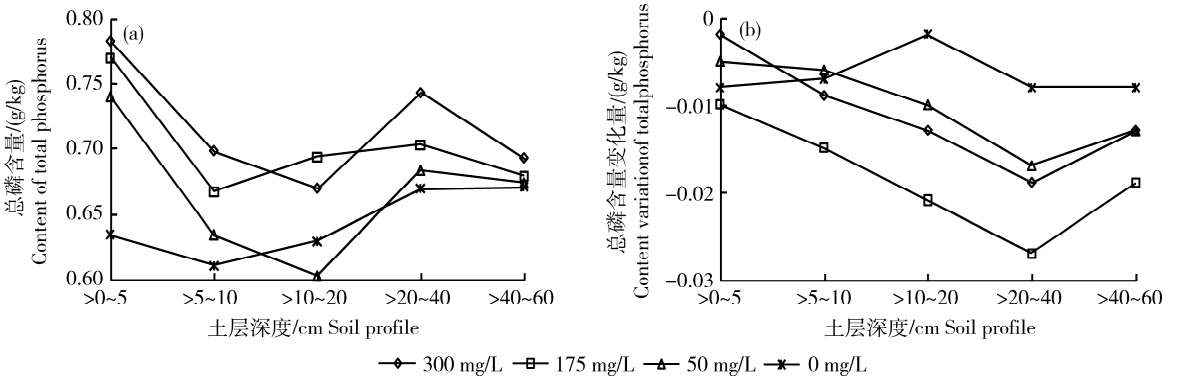 (a)
总磷含量/(g/kg)
Content of total phosphorus
0.80
0.75
0.70
0.65
0.60
>0~5 >5~10 >10~20 >20~40 >40~60
土层深度/cm Soil profile
(b)
总磷含量变化量/(g/kg)
Content variationof totalphosphorus
0
−0.01
−0.02
−0.03
>0~5 >5~10 >10~20 >20~40 >40~60
土层深度/cm Soil profile
300 mg/L 175 mg/L 50 mg/L 0 mg/L